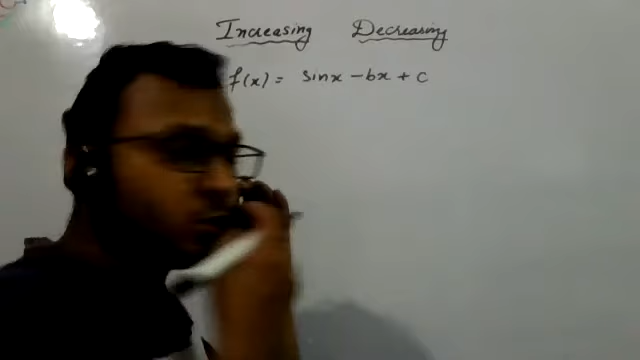 Increasing Decreasing
f(x) = sinx - bx + c